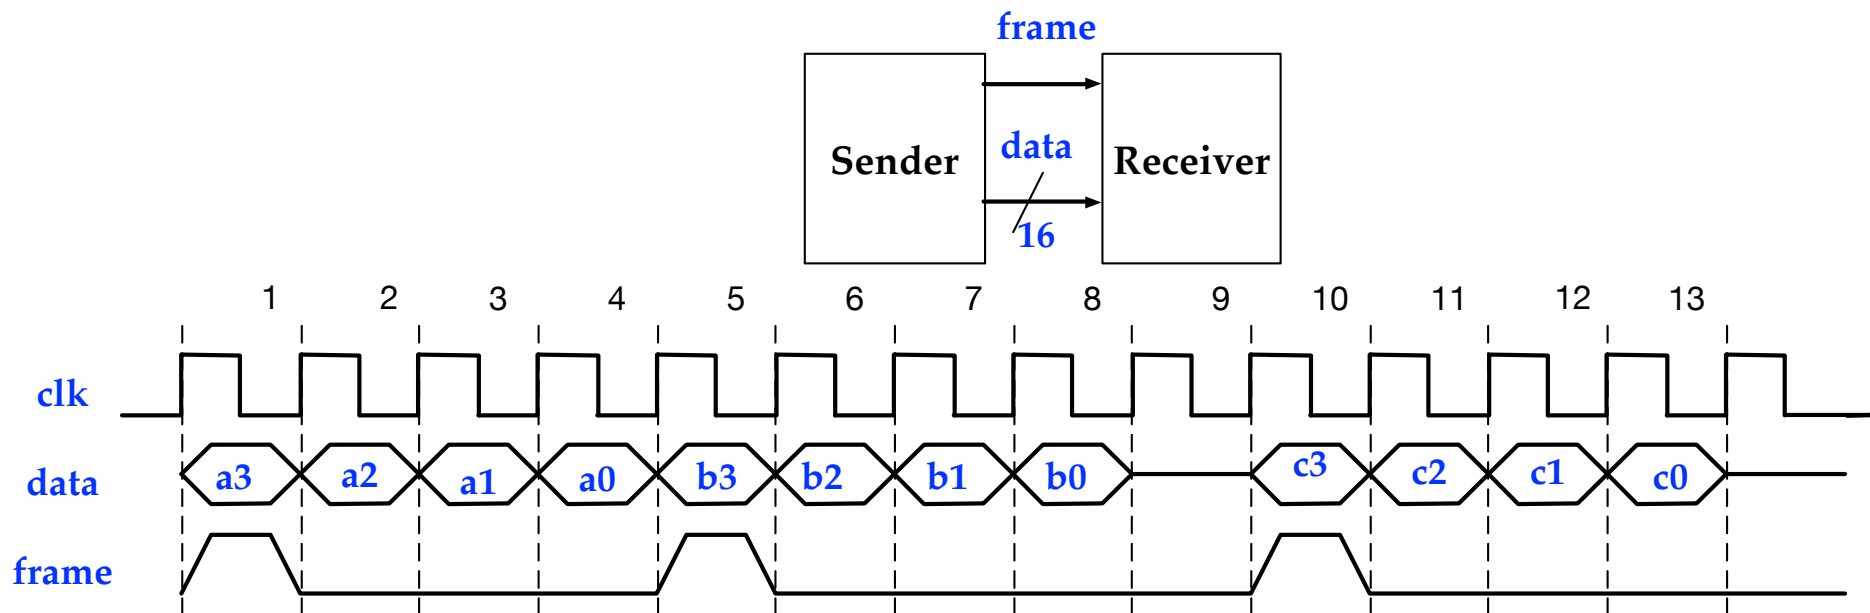 frame
Sender
data
Receiver
16
1 2 3 4 5 6 7 8 9 10 11 12 13
clk
data a3 a2 a1 a0 b3 b2 b1 b0 c3 c2 c1 c0
frame